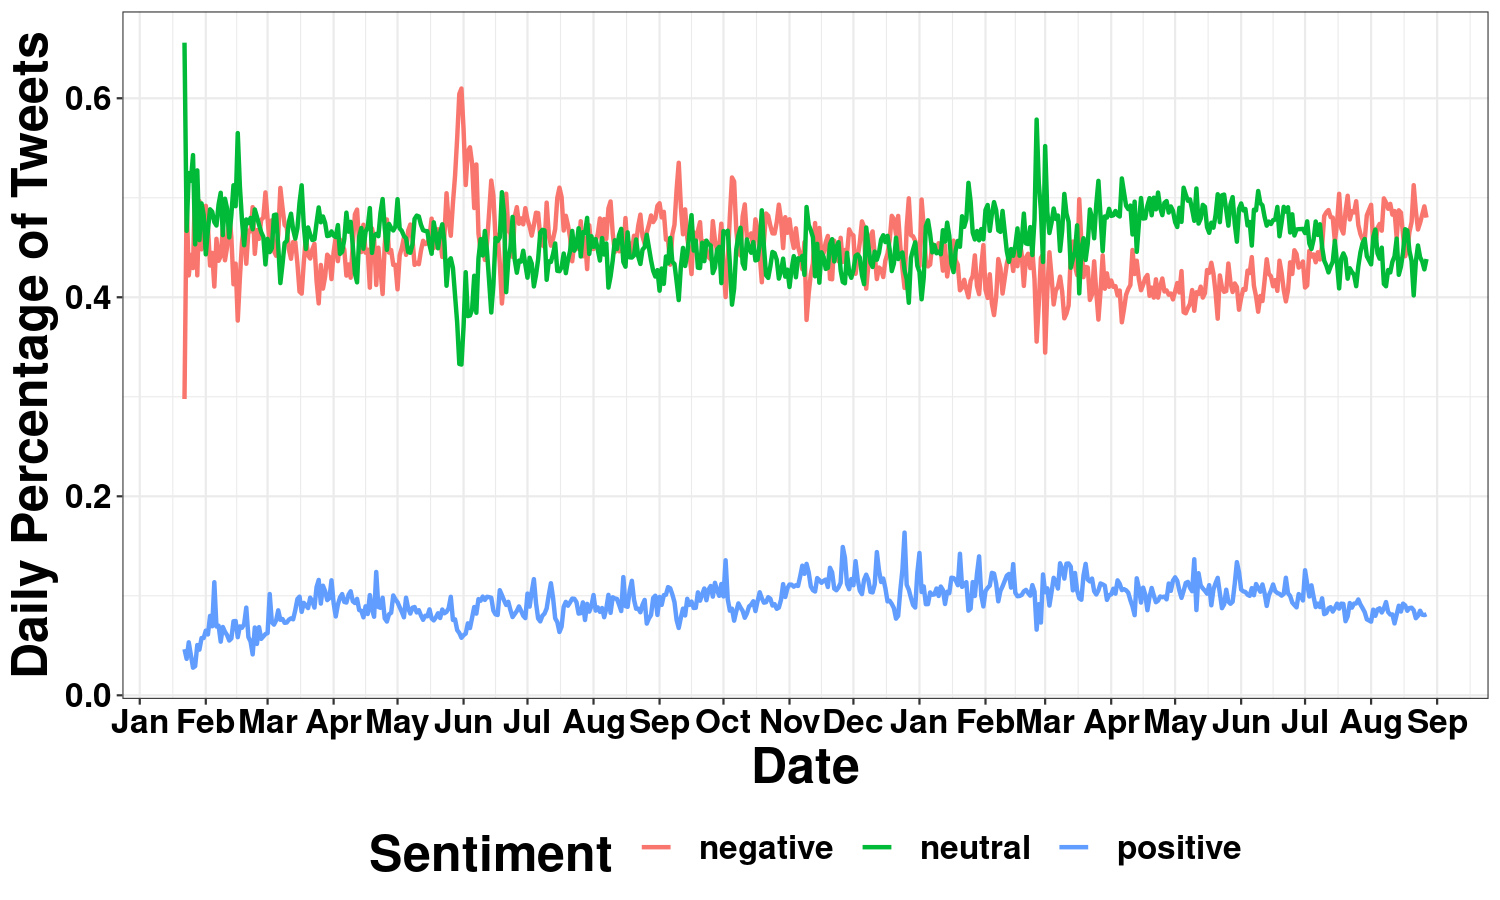 Daily Percentage of Tweets
0.6
0.4
0.2
0.0
Jan Feb Mar Apr May Jun Jul Aug Sep Oct Nov Dec Jan Feb Mar Apr May Jun Jul Aug Sep
Date
Sentiment negative neutral positive